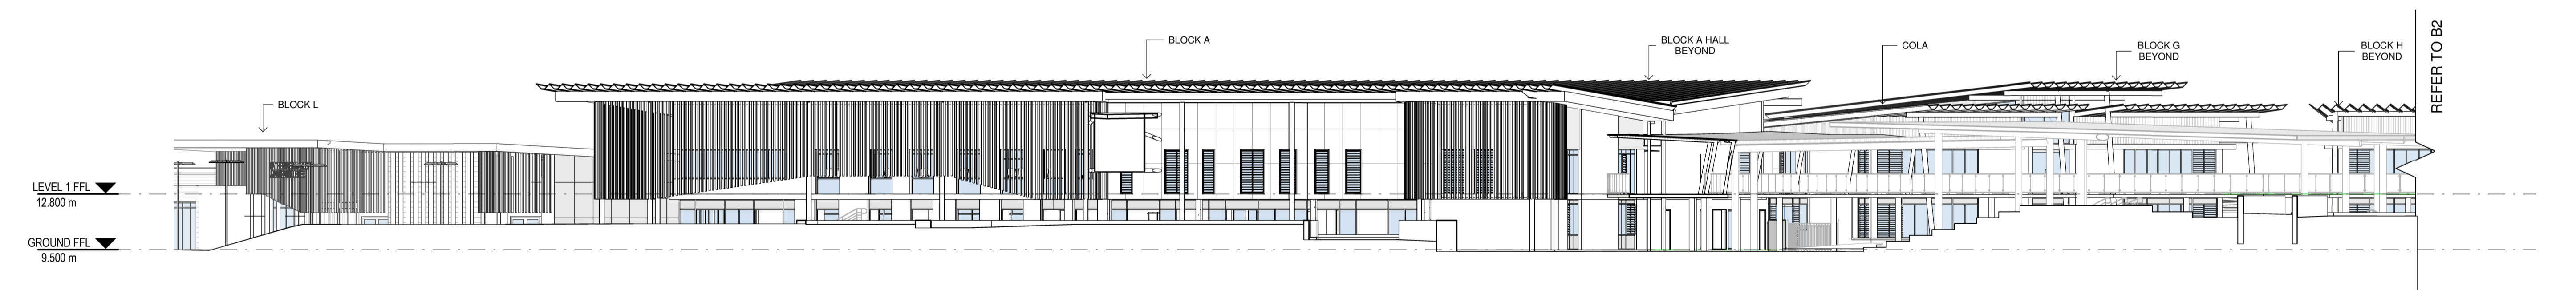 BLOCK L
BLOCK A
BLOCK A HALL
BEYOND
COLA
BLOCK G
BEYOND
BLOCK H
BEYOND
REFER TO B2
LEVEL 1 FFL
12.800 m
GROUND FFL
9.500 m